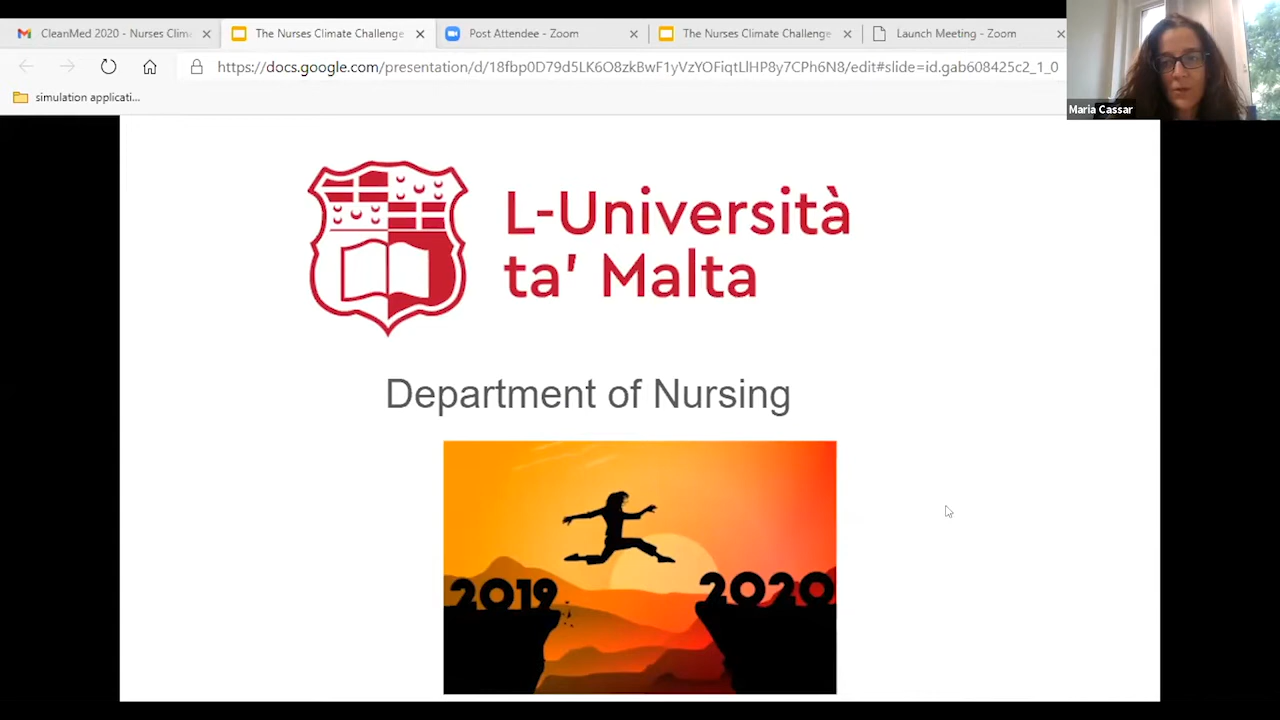 CleanMed 2020 - Nurses Clim
The Nurses Climate Challenge
Post Attendee - Zoom
The Nurses Climate Challenge
Launch Meeting - Zoom
https://docs.google.com/presentation/d/18fbp0D79d5LK6O8zkBwF1yVzYOFiqtLlHP8y7CPh6N8/edit#slide=id.gab608425c2_1_0
simulation applicati...
Maria Cassar
L-Università
ta' Malta
Department of Nursing
2019
2020